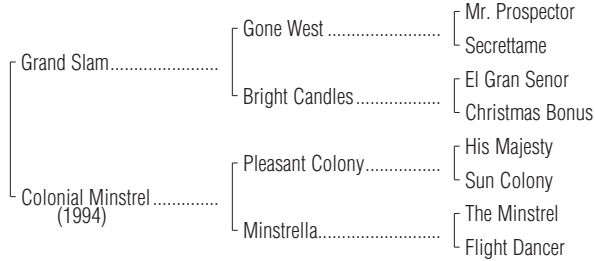 Mr. Prospector
Gone West
Secrettame
Grand Slam
El Gran Senor
Bright Candles
Christmas Bonus
His Majesty
Pleasant Colony
Sun Colony
Colonial Minstrel
(1994)
The Minstrel
Minstrella
Flight Dancer